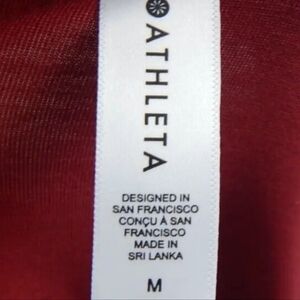 ATHLETA
DESIGNED IN
SAN FRANCISCO
CONÇU À SAN
FRANCISCO
MADE IN
SRI LANKA
M